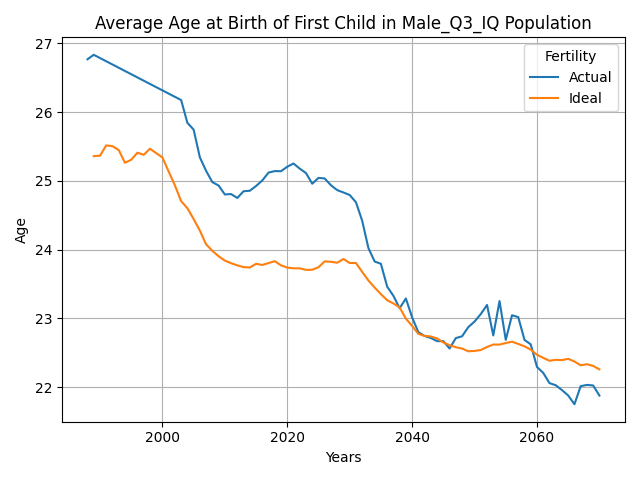 Average Age at Birth of First Child in Male_Q3_IQ Population
27
26
25
24
23
22
Age
Fertility
Actual
Ideal
2000
2020
2040
2060
Years